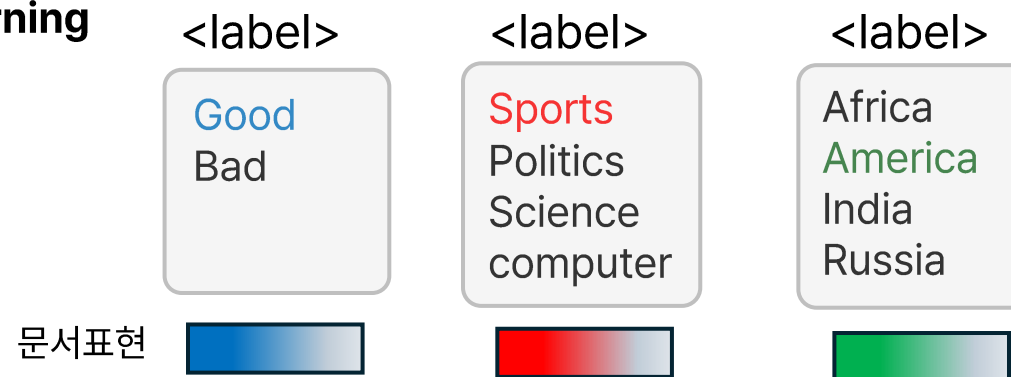 rning
<label> <label> <label>
Good
Bad
Sports
Politics
Science
computer
Africa
America
India
Russia
문서표현